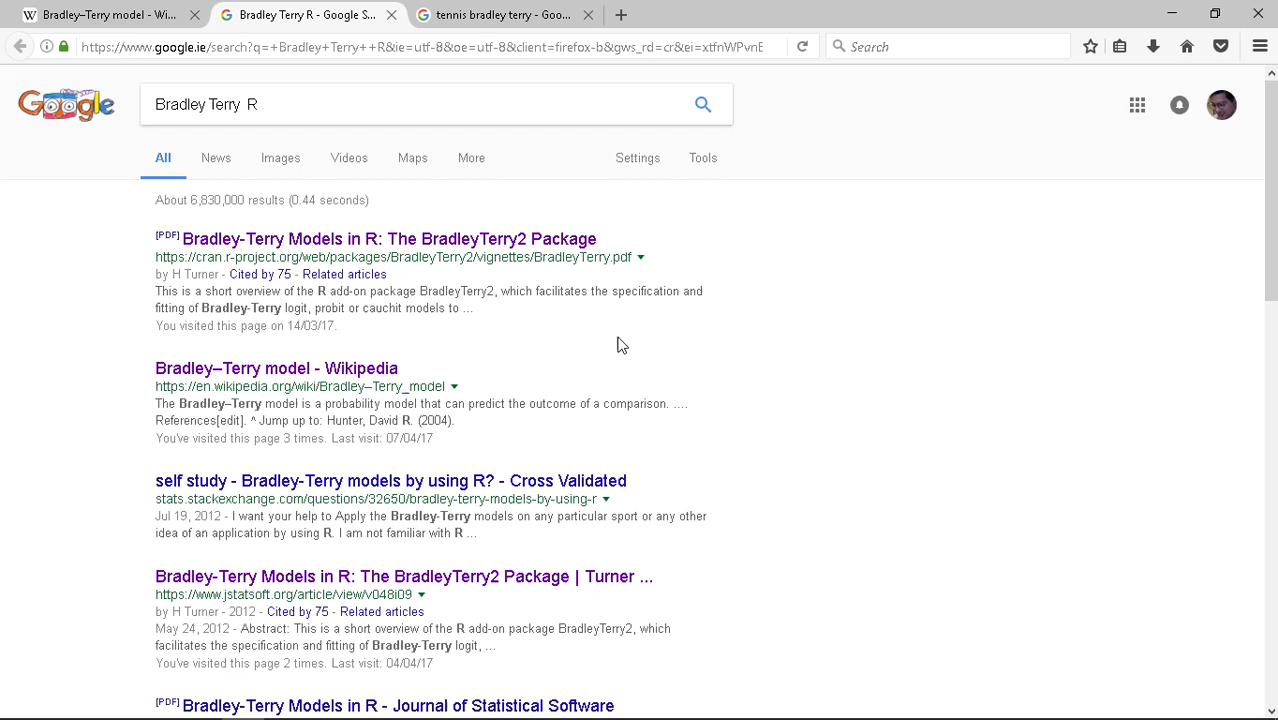 Bradley–Terry model - Wi...
Bradley Terry R - Google S...
tennis bradley terry - Goo...
https://www.google.ie/search?q=+Bradley+Terry++R&ie=utf-8&oe=utf-8&client=firefox-b&gws_rd=cr&ei=xtfnWPvnE
Search
Google
Bradley Terry  R
All
News
Images
Videos
Maps
More
Settings
Tools
About 6,830,000 results (0.44 seconds)
[PDF] Bradley-Terry Models in R: The BradleyTerry2 Package
https://cran.r-project.org/web/packages/BradleyTerry2/vignettes/BradleyTerry.pdf
by H Turner - Cited by 75 - Related articles
This is a short overview of the R add-on package BradleyTerry2, which facilitates the specification and
fitting of Bradley-Terry logit, probit or cauchit models to ...
You visited this page on 14/03/17.
Bradley–Terry model - Wikipedia
https://en.wikipedia.org/wiki/Bradley–Terry_model
The Bradley–Terry model is a probability model that can predict the outcome of a comparison. ....
References[edit]. ^ Jump up to: Hunter, David R. (2004).
You've visited this page 3 times. Last visit: 07/04/17
self study - Bradley-Terry models by using R? - Cross Validated
stats.stackexchange.com/questions/32650/bradley-terry-models-by-using-r
Jul 19, 2012 - I want your help to Apply the Bradley-Terry models on any particular sport or any other
idea of an application by using R. I am not familiar with R ...
Bradley-Terry Models in R: The BradleyTerry2 Package | Turner ...
https://www.jstatsoft.org/article/view/v048i09
by H Turner - 2012 - Cited by 75 - Related articles
May 24, 2012 - Abstract: This is a short overview of the R add-on package BradleyTerry2, which
facilitates the specification and fitting of Bradley-Terry logit, ...
You've visited this page 2 times. Last visit: 04/04/17
[PDF] Bradley-Terry Models in R - Journal of Statistical Software